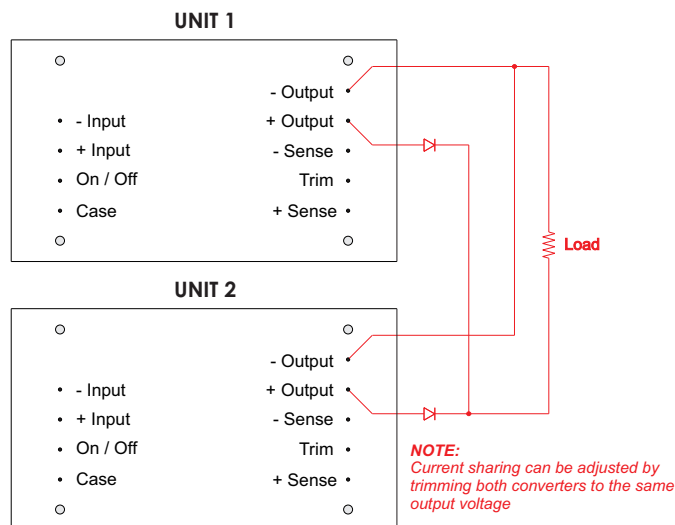 UNIT 1
- Output
- Input
+ Output
+ Input
- Sense
On / Off
Trim
Case
+ Sense
Load
UNIT 2
- Output
- Input
+ Output
+ Input
- Sense
On / Off
Trim
Case
+ Sense
NOTE:
Current sharing can be adjusted by
trimming both converters to the same
output voltage